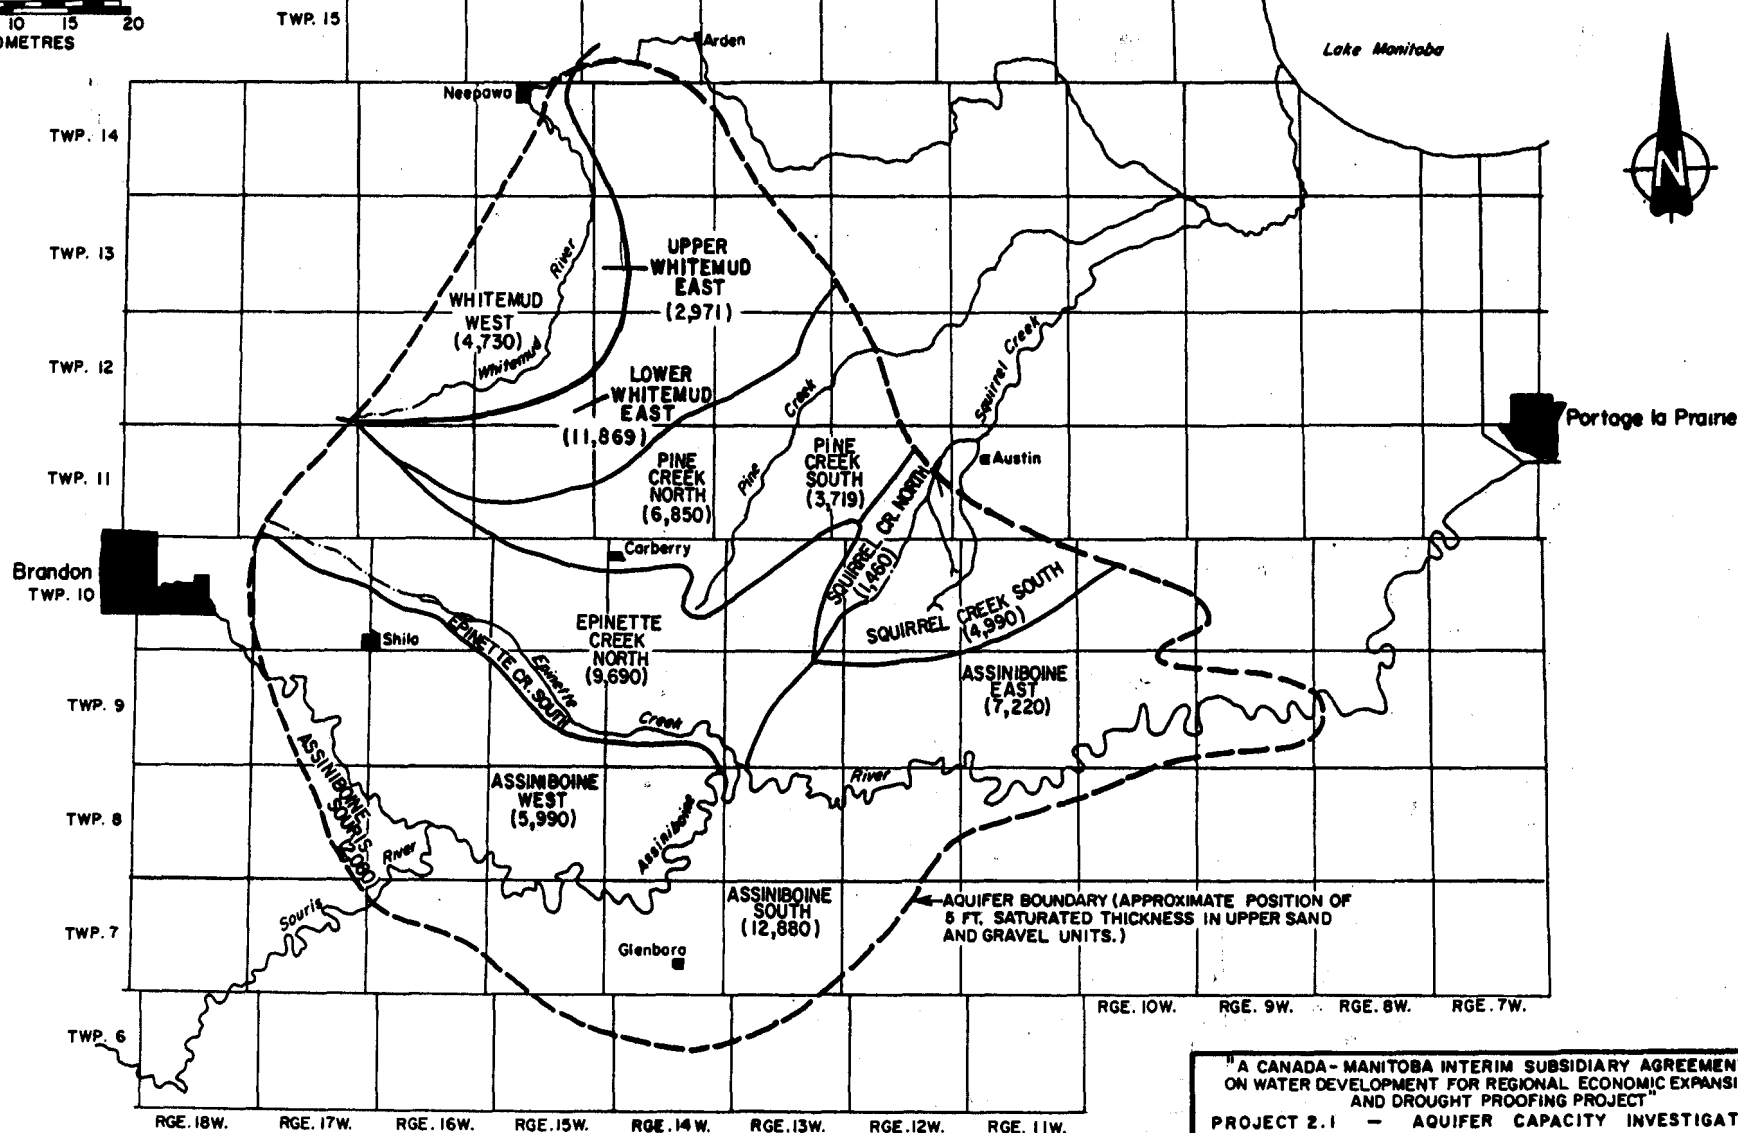 10 15 20
OMETRES
TWP. 15
Arden
Lake Manitoba
Neepawa
TWP. 14
N
TWP. 13
River
UPPER
WHITEMUD
EAST
(2,971)
WHITEMUD
WEST
(4,730)
Whitemud
TWP. 12
LOWER
WHITEMUD
EAST
(11,869)
Creek
Squirrel Creek
Portage la Prairie
TWP. 11
PINE
CREEK
NORTH
(6,850)
Pine
PINE
CREEK
SOUTH
(3,719)
Austin
SQUIRREL CR. NORTH
(1,460)
Carberry
Brandon
TWP. 10
Shilo
EPINETTE
CREEK
NORTH
(9,690)
SQUIRREL CREEK SOUTH
(4,990)
EPINETTE CR. SOUTH
Epinette
Creek
ASSINIBOINE
EAST
(7,220)
TWP. 9
ASSINIBOINE
SOURIS
ASSINIBOINE
WEST
(5,990)
River
Assiniboine
TWP. 8
River
Souris
ASSINIBOINE
SOUTH
(12,880)
AQUIFER BOUNDARY (APPROXIMATE POSITION OF
5 FT. SATURATED THICKNESS IN UPPER SAND
AND GRAVEL UNITS.)
TWP. 7
Glenboro
RGE. 10W. RGE. 9W. RGE. 8W. RGE. 7W.
TWP. 6
RGE. 18W. RGE. 17W. RGE. 16W. RGE. 15W. RGE. 14W. RGE. 13W. RGE. 12W. RGE. 11W.
"A CANADA-MANITOBA INTERIM SUBSIDIARY AGREEMEN
ON WATER DEVELOPMENT FOR REGIONAL ECONOMIC EXPANSI
AND DROUGHT PROOFING PROJECT"
PROJECT 2.1 — AQUIFER CAPACITY INVESTIGAT